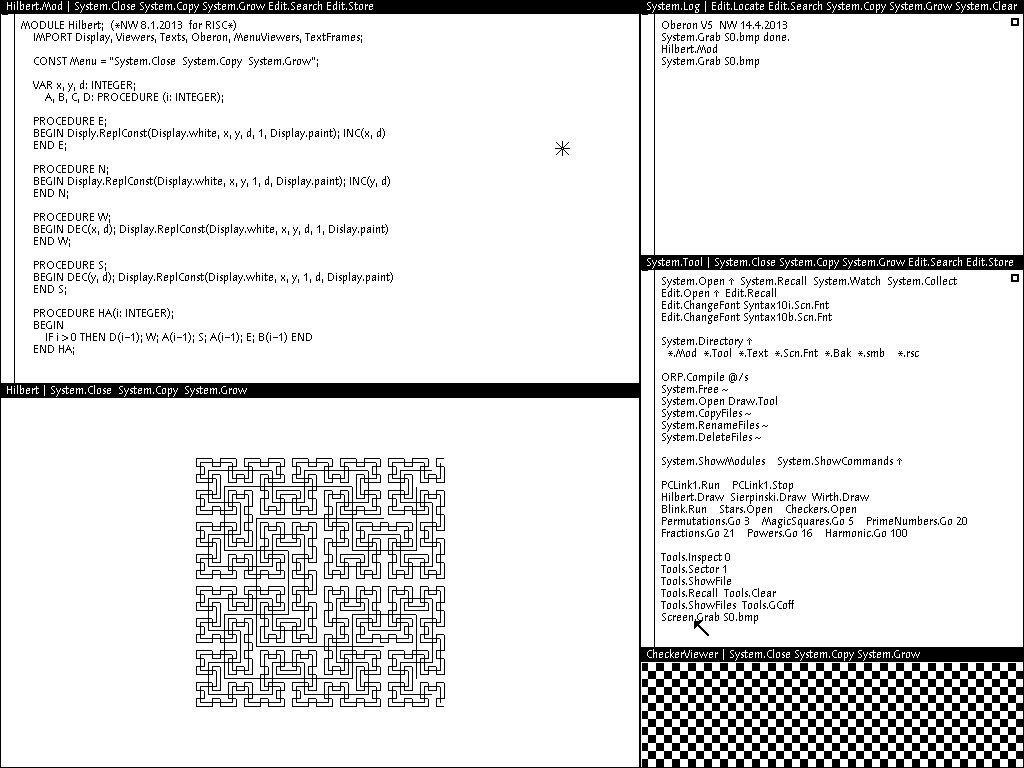 Hilbert.Mod | System.Close System.Copy System.Grow Edit.Search Edit.Store
MODULE Hilbert;  (*NW 8.1.2013  for RISC*)
IMPORT Display, Viewers, Texts, Oberon, MenuViewers, TextFrames;
CONST Menu = "System.Close  System.Copy  System.Grow";
VAR x, y, d: INTEGER;
A, B, C, D: PROCEDURE (i: INTEGER);
PROCEDURE E;
BEGIN Disply.ReplConst(Display.white, x, y, d, 1, Display.paint); INC(x, d)
END E;
PROCEDURE N;
BEGIN Display.ReplConst(Display.white, x, y, 1, d, Display.paint); INC(y, d)
END N;
PROCEDURE W;
BEGIN DEC(x, d); Display.ReplConst(Display.white, x, y, d, 1, Dislay.paint)
END W;
PROCEDURE S;
BEGIN DEC(y, d); Display.ReplConst(Display.white, x, y, 1, d, Display.paint)
END S;
PROCEDURE HA(i: INTEGER);
BEGIN
IF i > 0 THEN D(i-1); W; A(i-1); S; A(i-1); E; B(i-1) END
END HA;
Hilbert | System.Close  System.Copy  System.Grow
System.Log | Edit.Locate Edit.Search System.Copy System.Grow System.Clear
Oberon V5  NW 14.4.2013
System.Grab S0.bmp done.
Hilbert.Mod
System.Grab S0.bmp
System.Tool | System.Close System.Copy System.Grow Edit.Search Edit.Store
System.Open ↑  System.Recall  System.Watch  System.Collect
Edit.Open ↑  Edit.Recall
Edit.ChangeFont Syntax10i.Scn.Fnt
Edit.ChangeFont Syntax10b.Scn.Fnt
System.Directory ↑
*.Mod  *.Tool  *.Text  *.Scn.Fnt  *.Bak  *.smb  *.rsc
ORP.Compile @/s
System.Free ~
System.Open Draw.Tool
System.CopyFiles ~
System.RenameFiles ~
System.DeleteFiles ~
System.ShowModules  System.ShowCommands ↑
PCLink1.Run  PCLink1.Stop
Hilbert.Draw  Sierpinski.Draw  Wirth.Draw
Blink.Run  Stars.Open  Checkers.Open
Permutations.Go 3  MagicSquares.Go 5  PrimeNumbers.Go 20
Fractions.Go 21  Powers.Go 16  Harmonic.Go 100
Tools.Inspect 0
Tools.Sector 1
Tools.ShowFile
Tools.Recall  Tools.Clear
Tools.ShowFiles  Tools.GCoff
Screen.Grab S0.bmp
CheckerViewer | System.Close System.Copy System.Grow